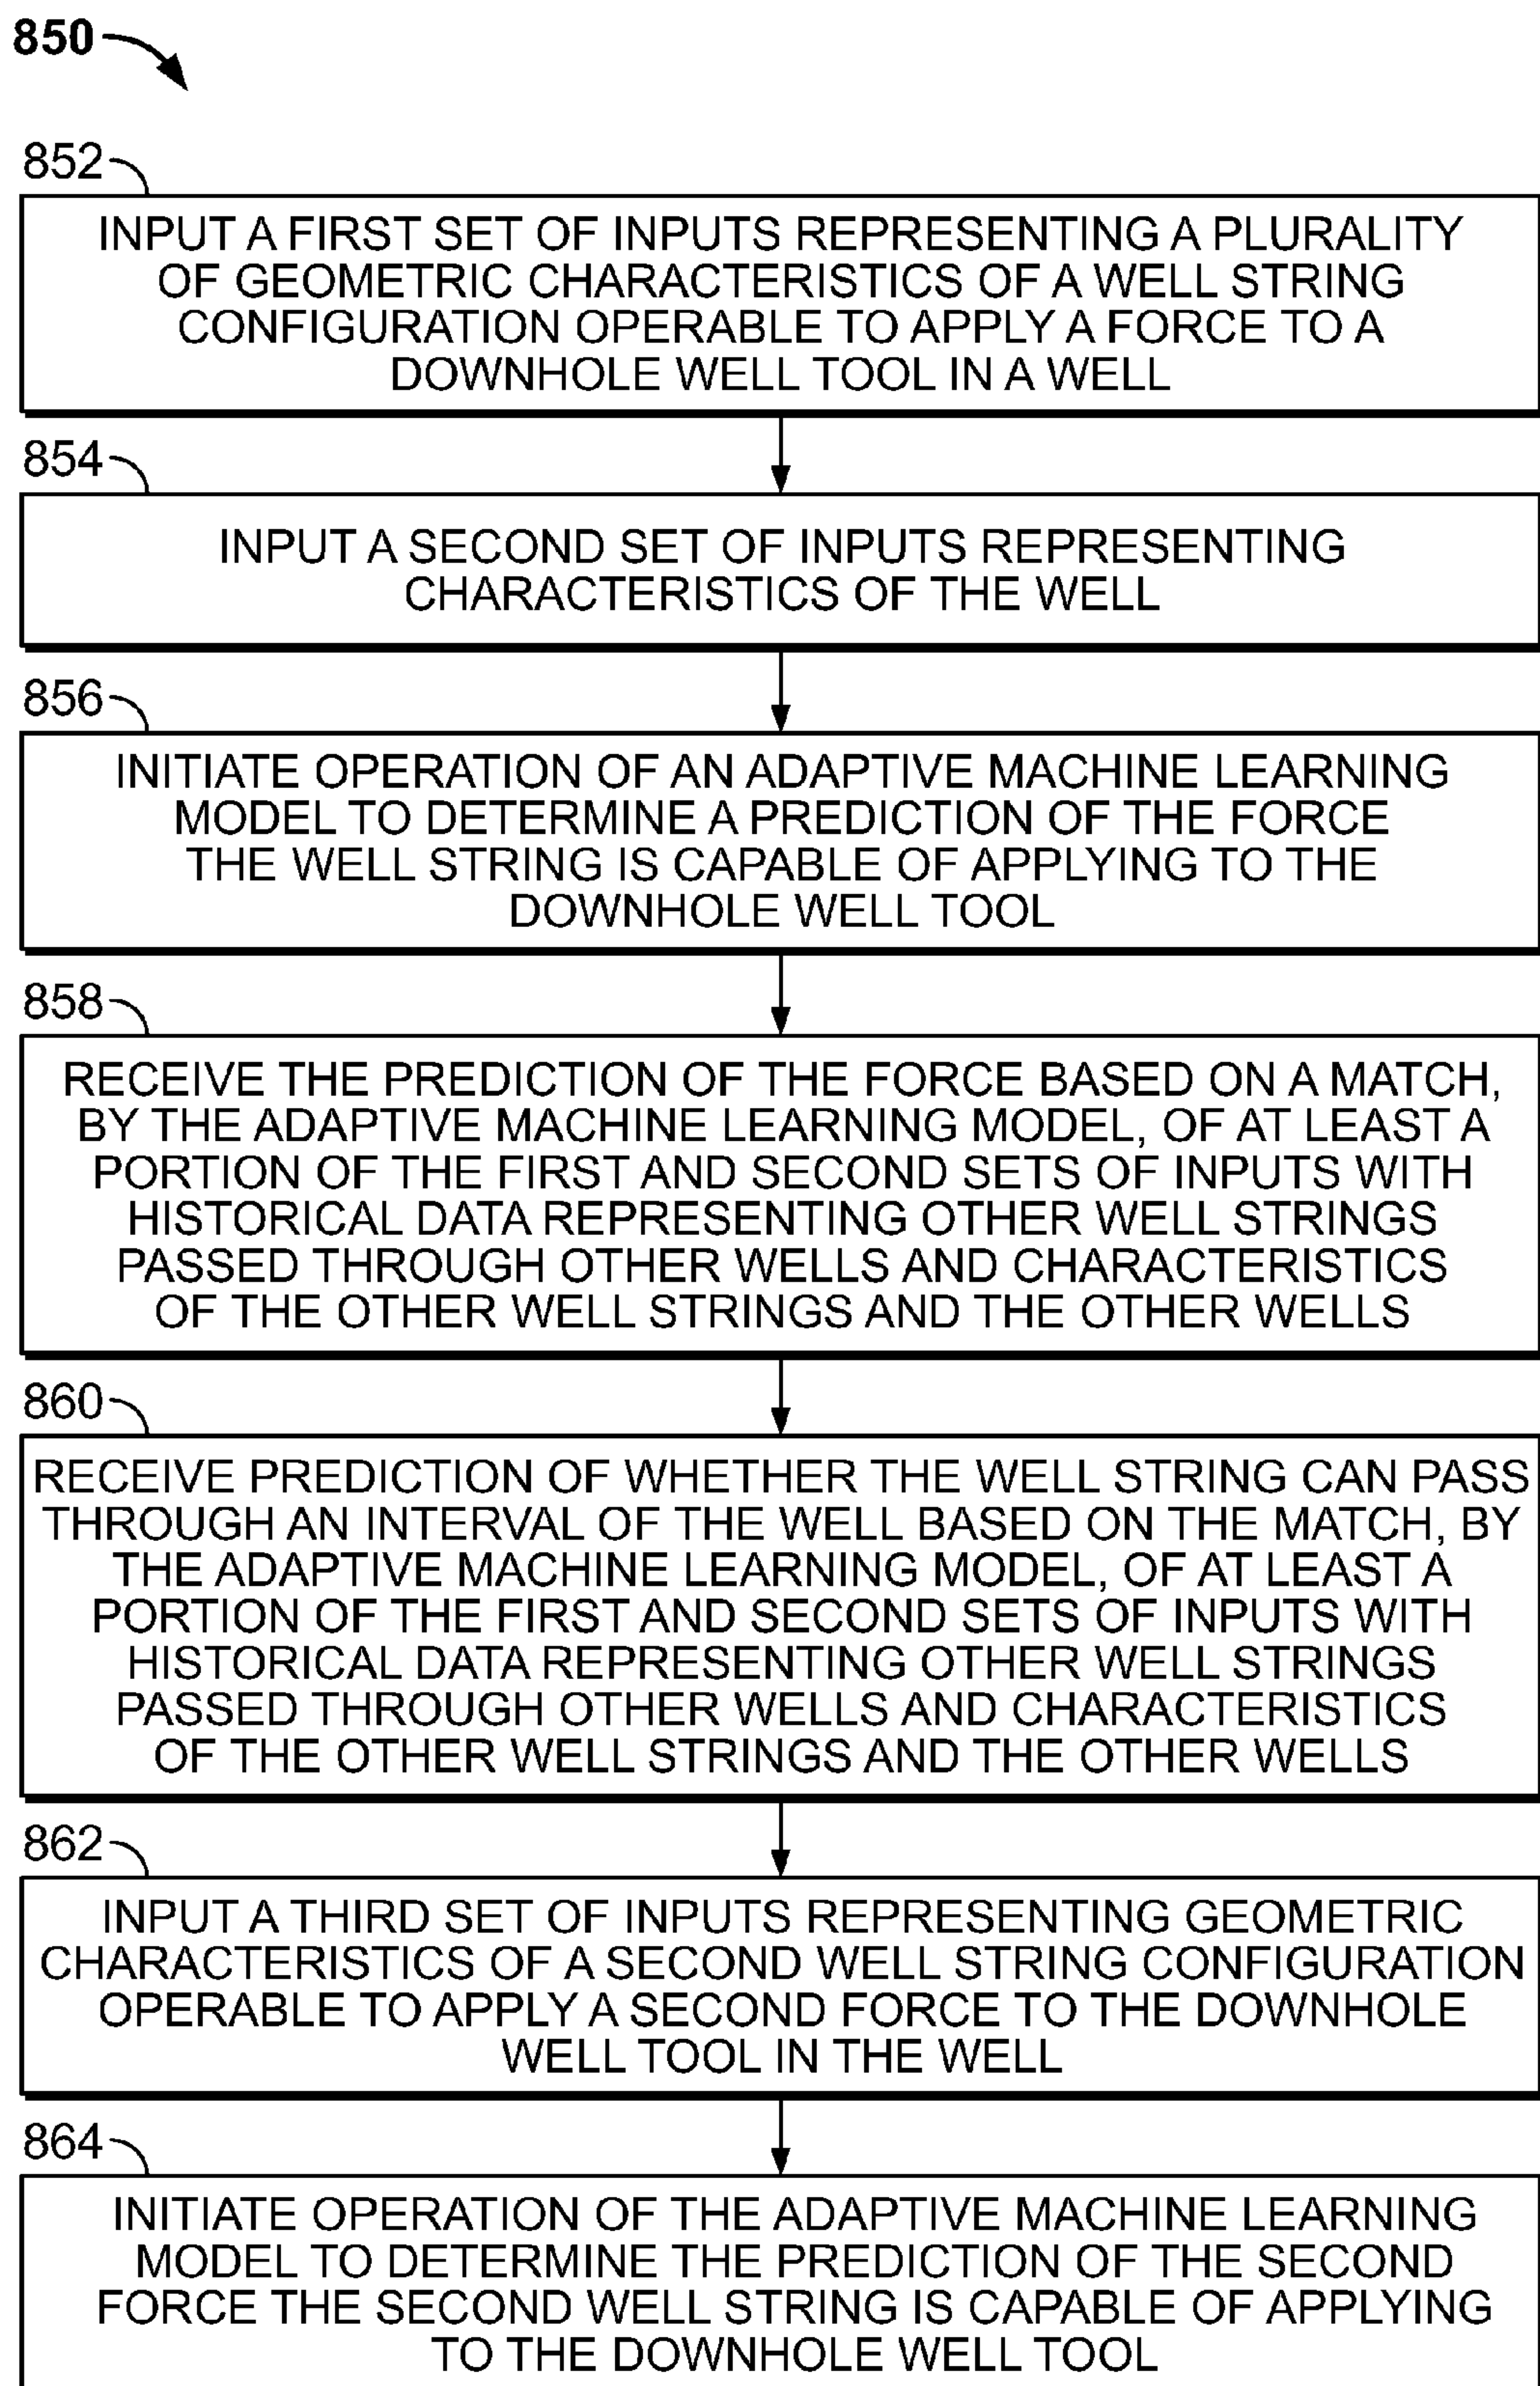 850
852
INPUT A FIRST SET OF INPUTS REPRESENTING A PLURALITY
OF GEOMETRIC CHARACTERISTICS OF A WELL STRING
CONFIGURATION OPERABLE TO APPLY A FORCE TO A
DOWNHOLE WELL TOOL IN A WELL
854
INPUT A SECOND SET OF INPUTS REPRESENTING
CHARACTERISTICS OF THE WELL
856
INITIATE OPERATION OF AN ADAPTIVE MACHINE LEARNING
MODEL TO DETERMINE A PREDICTION OF THE FORCE
THE WELL STRING IS CAPABLE OF APPLYING TO THE
DOWNHOLE WELL TOOL
858
RECEIVE THE PREDICTION OF THE FORCE BASED ON A MATCH,
BY THE ADAPTIVE MACHINE LEARNING MODEL, OF AT LEAST A
PORTION OF THE FIRST AND SECOND SETS OF INPUTS WITH
HISTORICAL DATA REPRESENTING OTHER WELL STRINGS
PASSED THROUGH OTHER WELLS AND CHARACTERISTICS
OF THE OTHER WELL STRINGS AND THE OTHER WELLS
860
RECEIVE PREDICTION OF WHETHER THE WELL STRING CAN PASS
THROUGH AN INTERVAL OF THE WELL BASED ON THE MATCH, BY
THE ADAPTIVE MACHINE LEARNING MODEL, OF AT LEAST A
PORTION OF THE FIRST AND SECOND SETS OF INPUTS WITH
HISTORICAL DATA REPRESENTING OTHER WELL STRINGS
PASSED THROUGH OTHER WELLS AND CHARACTERISTICS
OF THE OTHER WELL STRINGS AND THE OTHER WELLS
862
INPUT A THIRD SET OF INPUTS REPRESENTING GEOMETRIC
CHARACTERISTICS OF A SECOND WELL STRING CONFIGURATION
OPERABLE TO APPLY A SECOND FORCE TO THE DOWNHOLE
WELL TOOL IN THE WELL
864
INITIATE OPERATION OF THE ADAPTIVE MACHINE LEARNING
MODEL TO DETERMINE THE PREDICTION OF THE SECOND
FORCE THE SECOND WELL STRING IS CAPABLE OF APPLYING
TO THE DOWNHOLE WELL TOOL